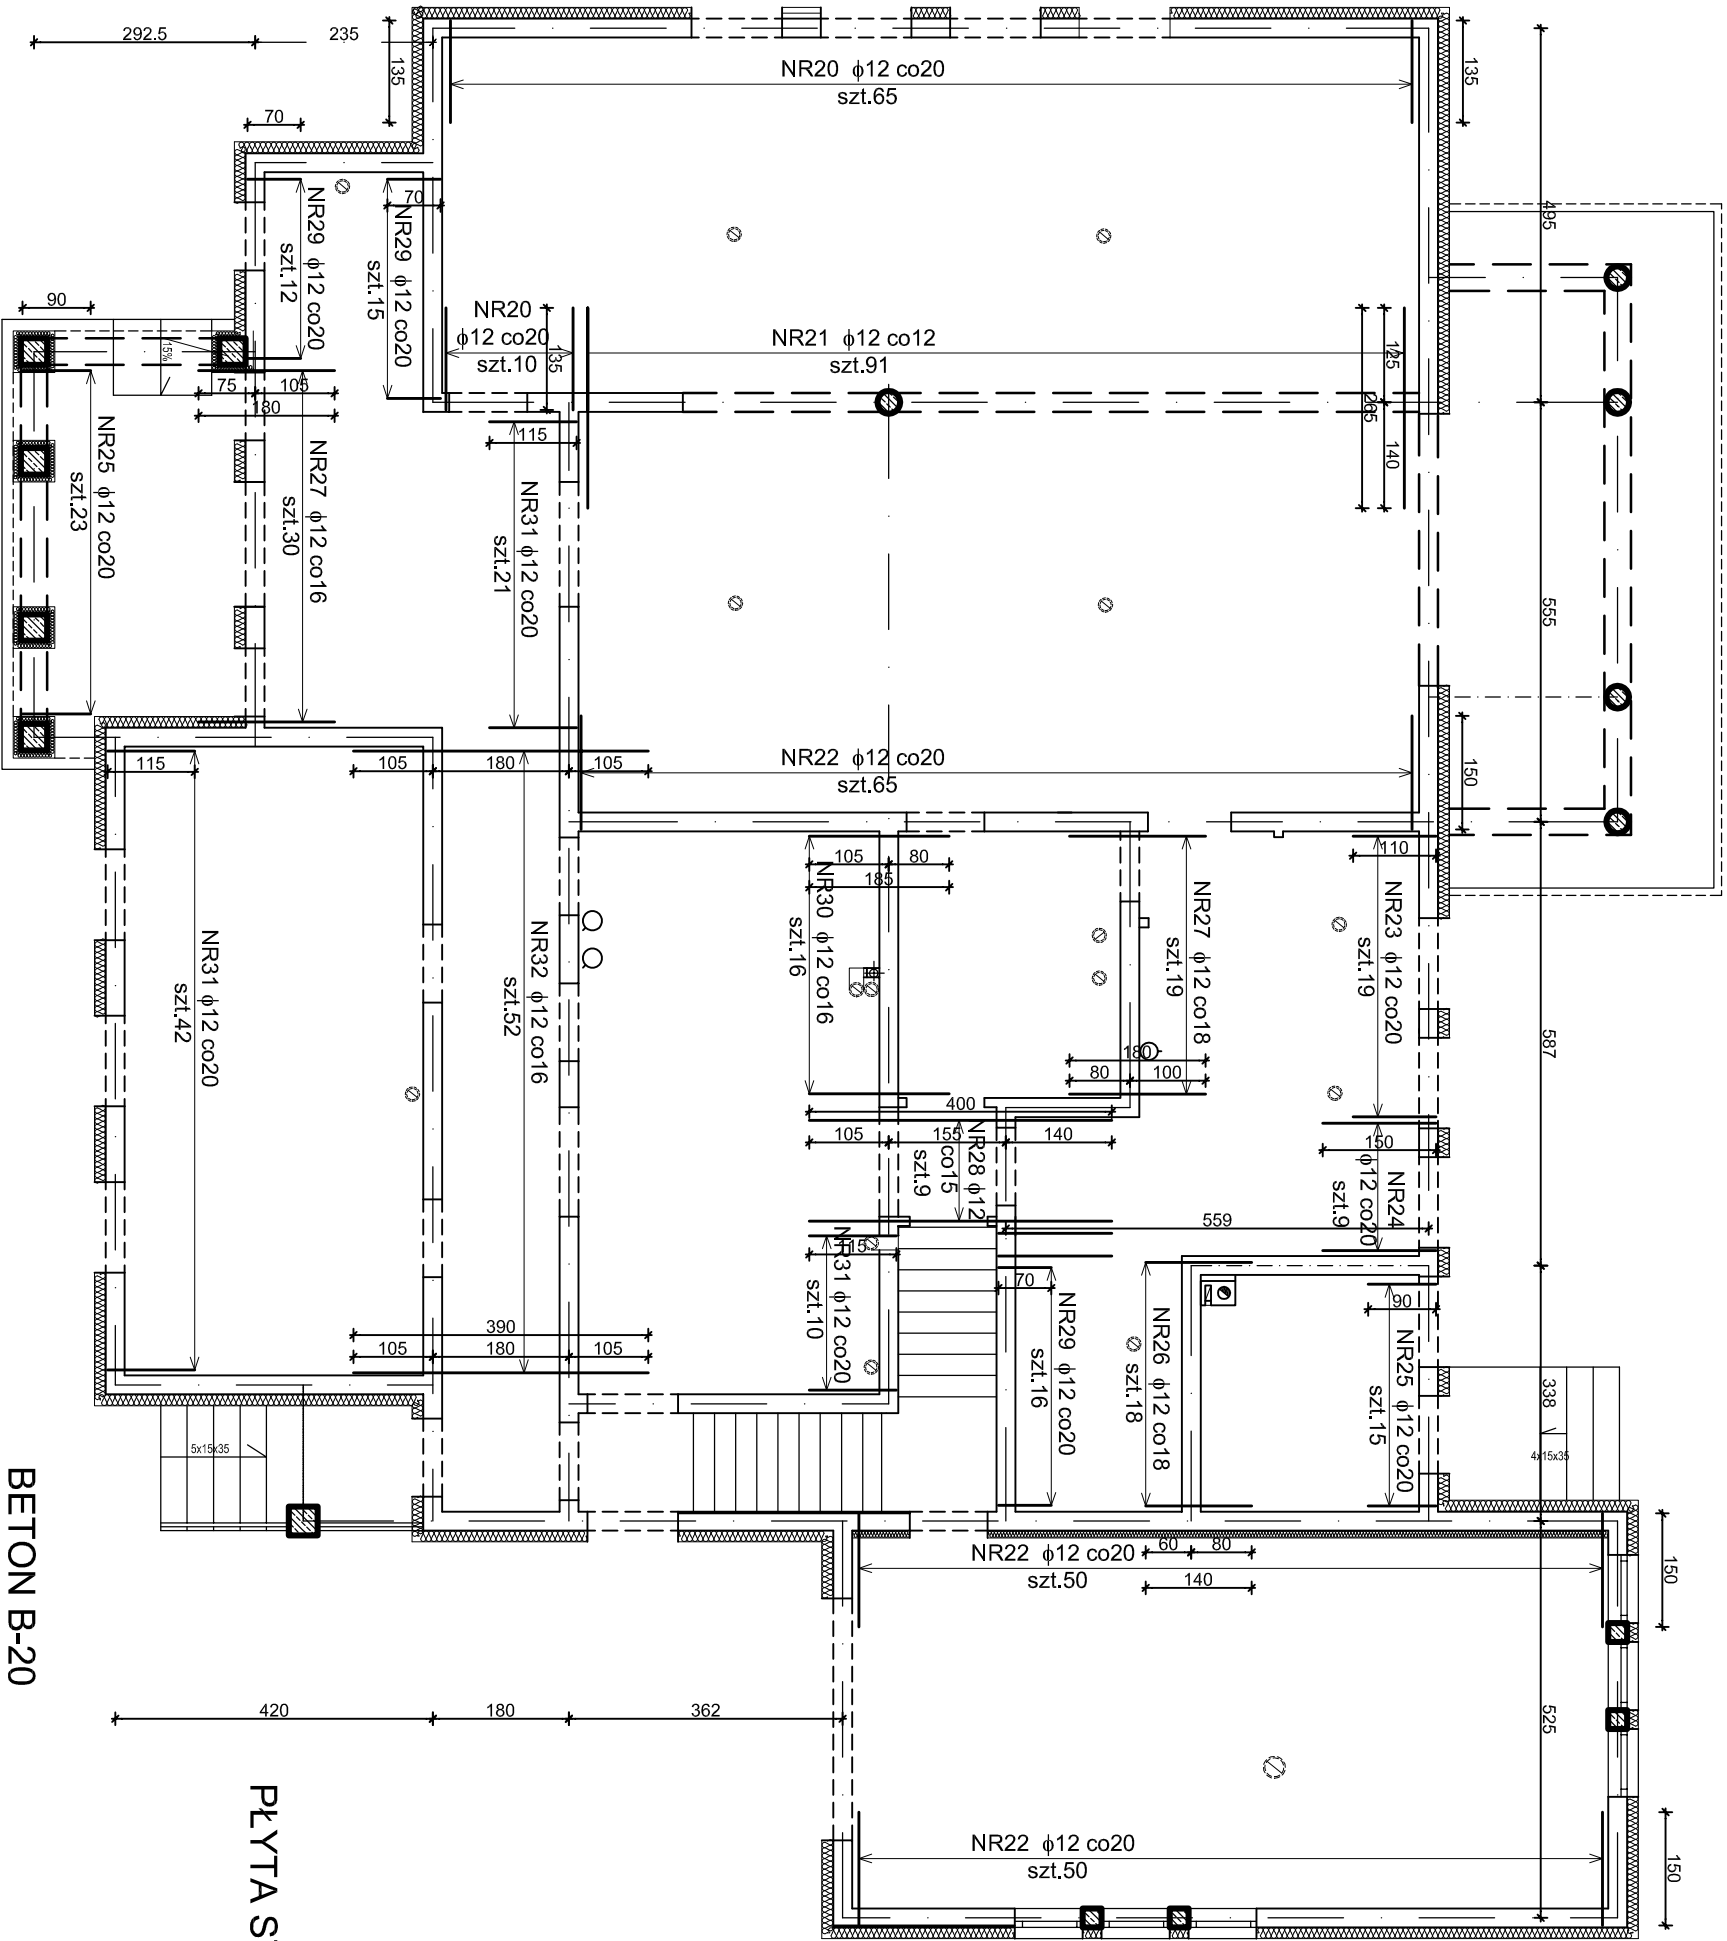 292.5
235
135
135
NR20 ϕ12 co20
szt.65
70
70
NR29 ϕ12 co20
szt.12
NR29 ϕ12 co20
szt.15
495
90
NR20
ϕ12 co20
szt.10
135
NR21 ϕ12 co12
szt.91
125
265
140
15%
75
105
180
NR25 ϕ12 co20
szt.23
NR27 ϕ12 co16
szt.30
115
NR31 ϕ12 co20
szt.21
555
NR22 ϕ12 co20
szt.65
150
115
105
180
105
105
80
185
110
NR30 ϕ12 co16
szt.16
NR27 ϕ12 co18
szt.19
NR23 ϕ12 co20
szt.19
NR31 ϕ12 co20
szt.42
NR32 ϕ12 co16
szt.52
587
180
80
100
400
105
155
140
NR28 ϕ12
co15
szt.9
150
NR24
ϕ12 co20
szt.9
559
115
NR31 ϕ12 co20
szt.10
70
NR29 ϕ12 co20
szt.16
NR26 ϕ12 co18
szt.18
90
NR25 ϕ12 co20
szt.15
390
105
180
105
338
4x15x35
5x15x35
NR22 ϕ12 co20
szt.50
60
80
140
150
BETON B-20
420
180
362
525
PŁYTA S
NR22 ϕ12 co20
szt.50
150